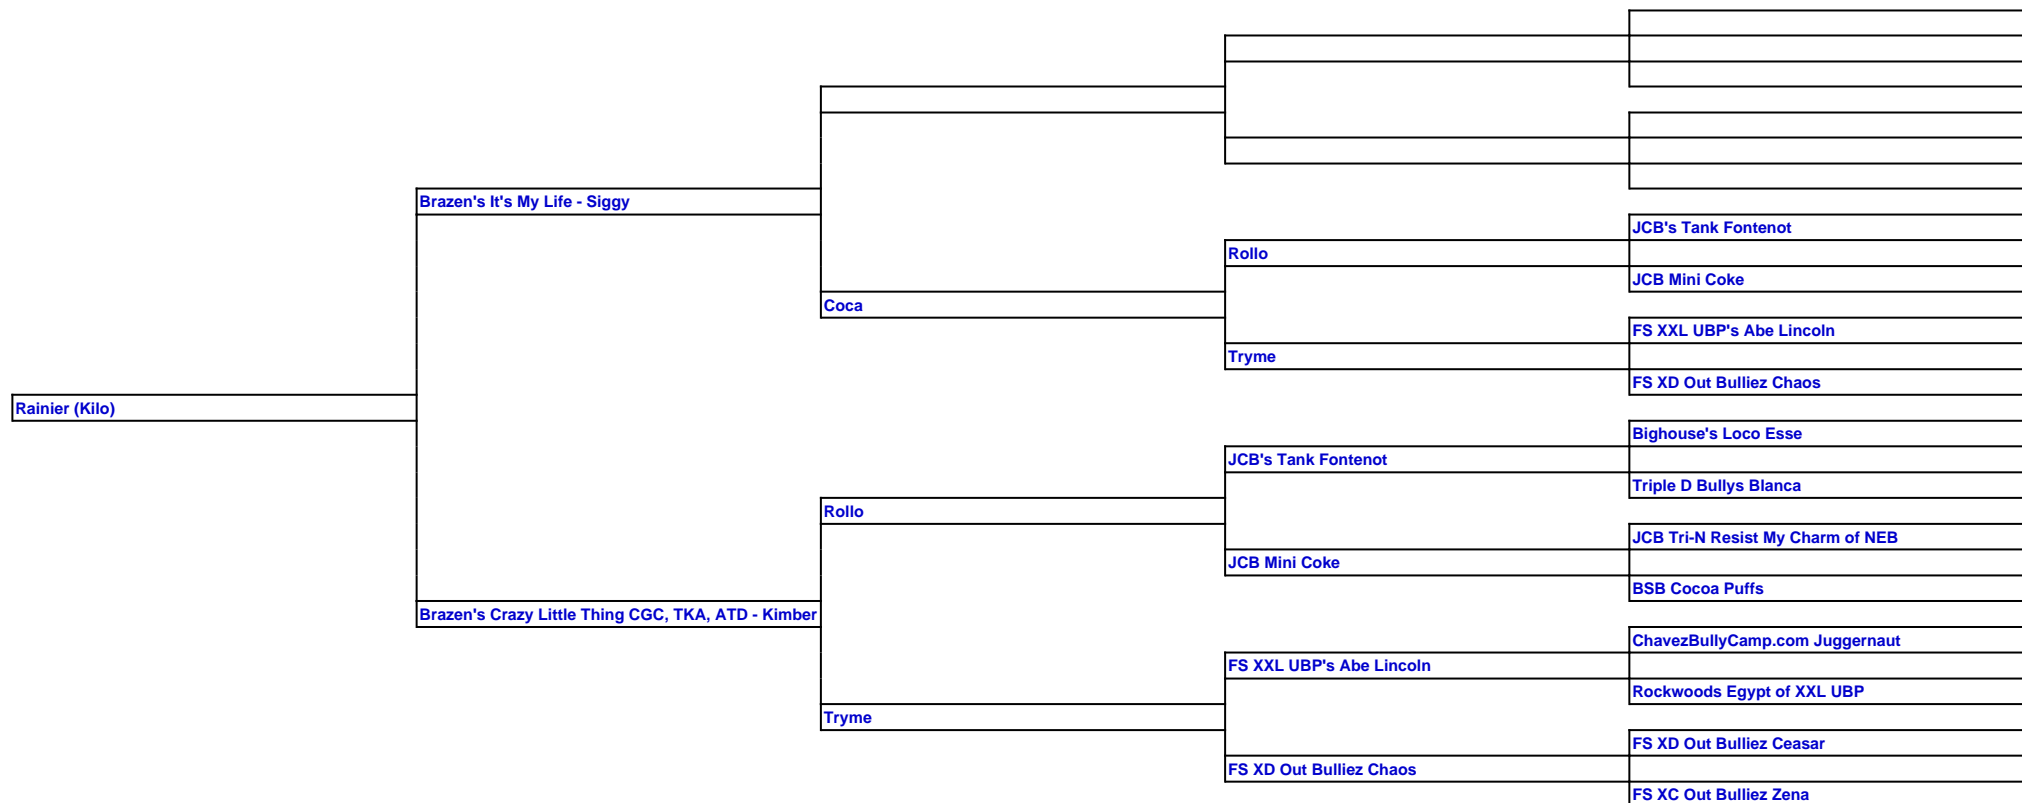 Brazen's It's My Life - Siggy
JCB's Tank Fontenot
Rollo
JCB Mini Coke
Coca
FS XXL UBP's Abe Lincoln
Tryme
FS XD Out Bulliez Chaos
Rainier (Kilo)
Bighouse's Loco Esse
JCB's Tank Fontenot
Triple D Bullys Blanca
Rollo
JCB Tri-N Resist My Charm of NEB
JCB Mini Coke
BSB Cocoa Puffs
Brazen's Crazy Little Thing CGC, TKA, ATD - Kimber
ChavezBullyCamp.com Juggernaut
FS XXL UBP's Abe Lincoln
Rockwoods Egypt of XXL UBP
Tryme
FS XD Out Bulliez Ceasar
FS XD Out Bulliez Chaos
FS XC Out Bulliez Zena